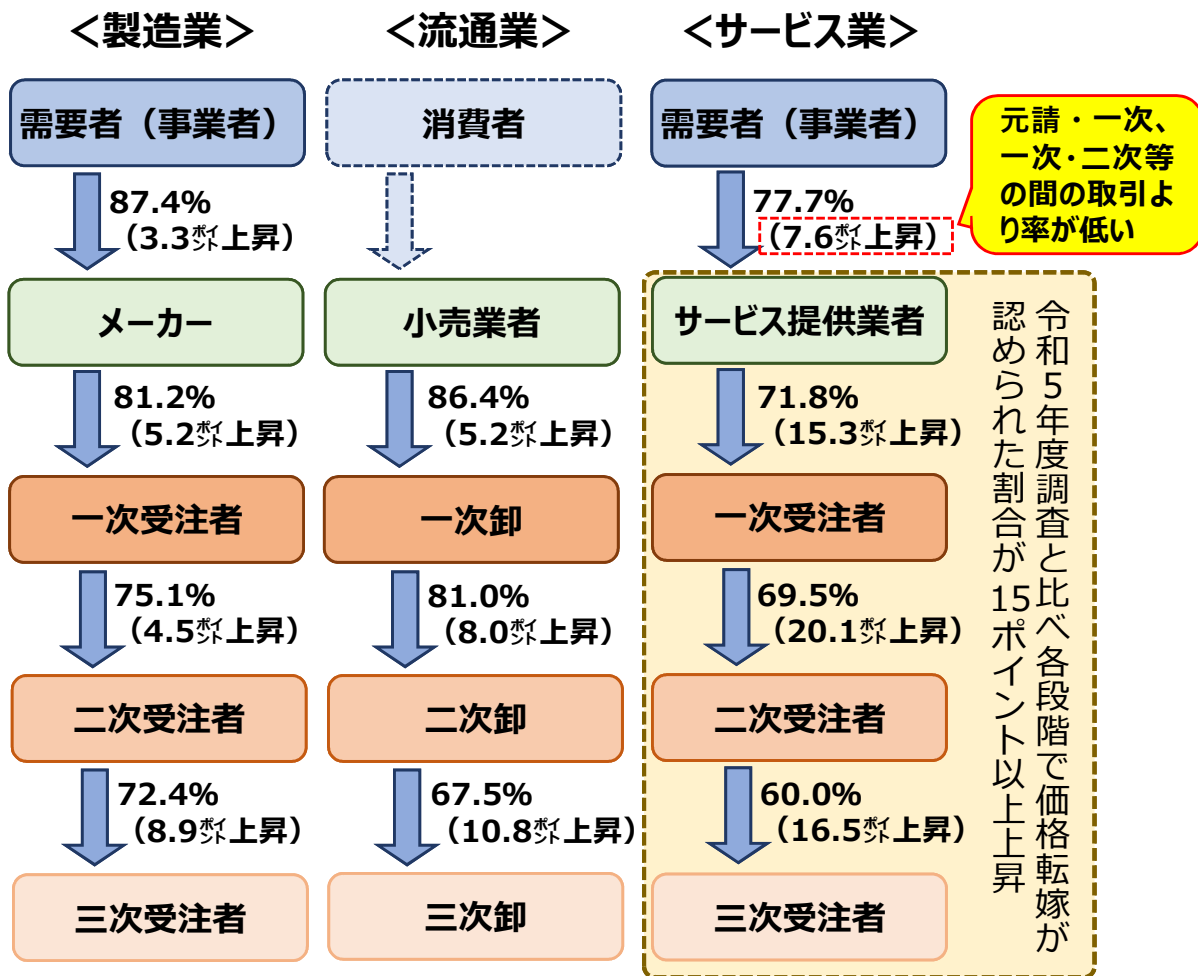 ＜製造業＞
需要者（事業者）
87.4%
（3.3ポイント上昇）
メーカー
81.2%
（5.2ポイント上昇）
一次受注者
75.1%
（4.5ポイント上昇）
二次受注者
72.4%
（8.9ポイント上昇）
三次受注者
＜流通業＞
消費者
小売業者
86.4%
（5.2ポイント上昇）
一次卸
81.0%
（8.0ポイント上昇）
二次卸
67.5%
（10.8ポイント上昇）
三次卸
＜サービス業＞
需要者（事業者）
77.7%
（7.6ポイント上昇）
元請・一次、
一次・二次等
の間の取引よ
り率が低い
サービス提供業者
71.8%
（15.3ポイント上昇）
一次受注者
69.5%
（20.1ポイント上昇）
二次受注者
60.0%
（16.5ポイント上昇）
三次受注者
令和5年度調査と比べ各段階で価格転嫁が
認められた割合が15ポイント以上上昇